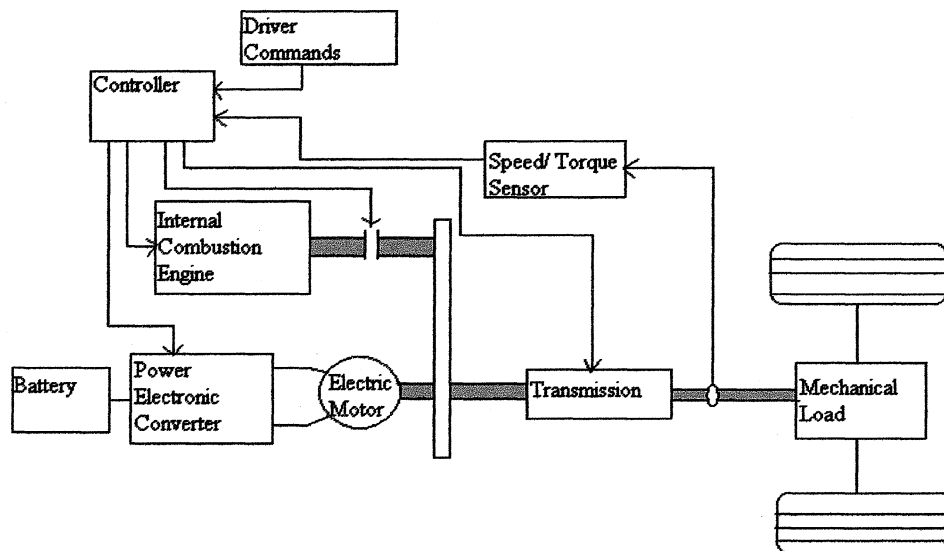 Driver
Commands
Controller
Speed/ Torque
Sensor
Internal
Combustion
Engine
Battery
Power
Electronic
Converter
Electric
Motor
Transmission
Mechanical
Load